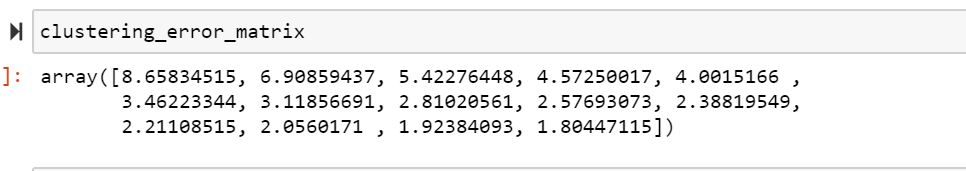 clustering_error_matrix
]: array([8.65834515, 6.90859437, 5.42276448, 4.57250017, 4.0015166 ,
3.46223344, 3.11856691, 2.81020561, 2.57693073, 2.38819549,
2.21108515, 2.0560171 , 1.92384093, 1.80447115])